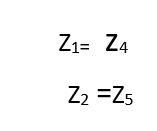 Z₁₌ Z₄
Z₂ =Z₅